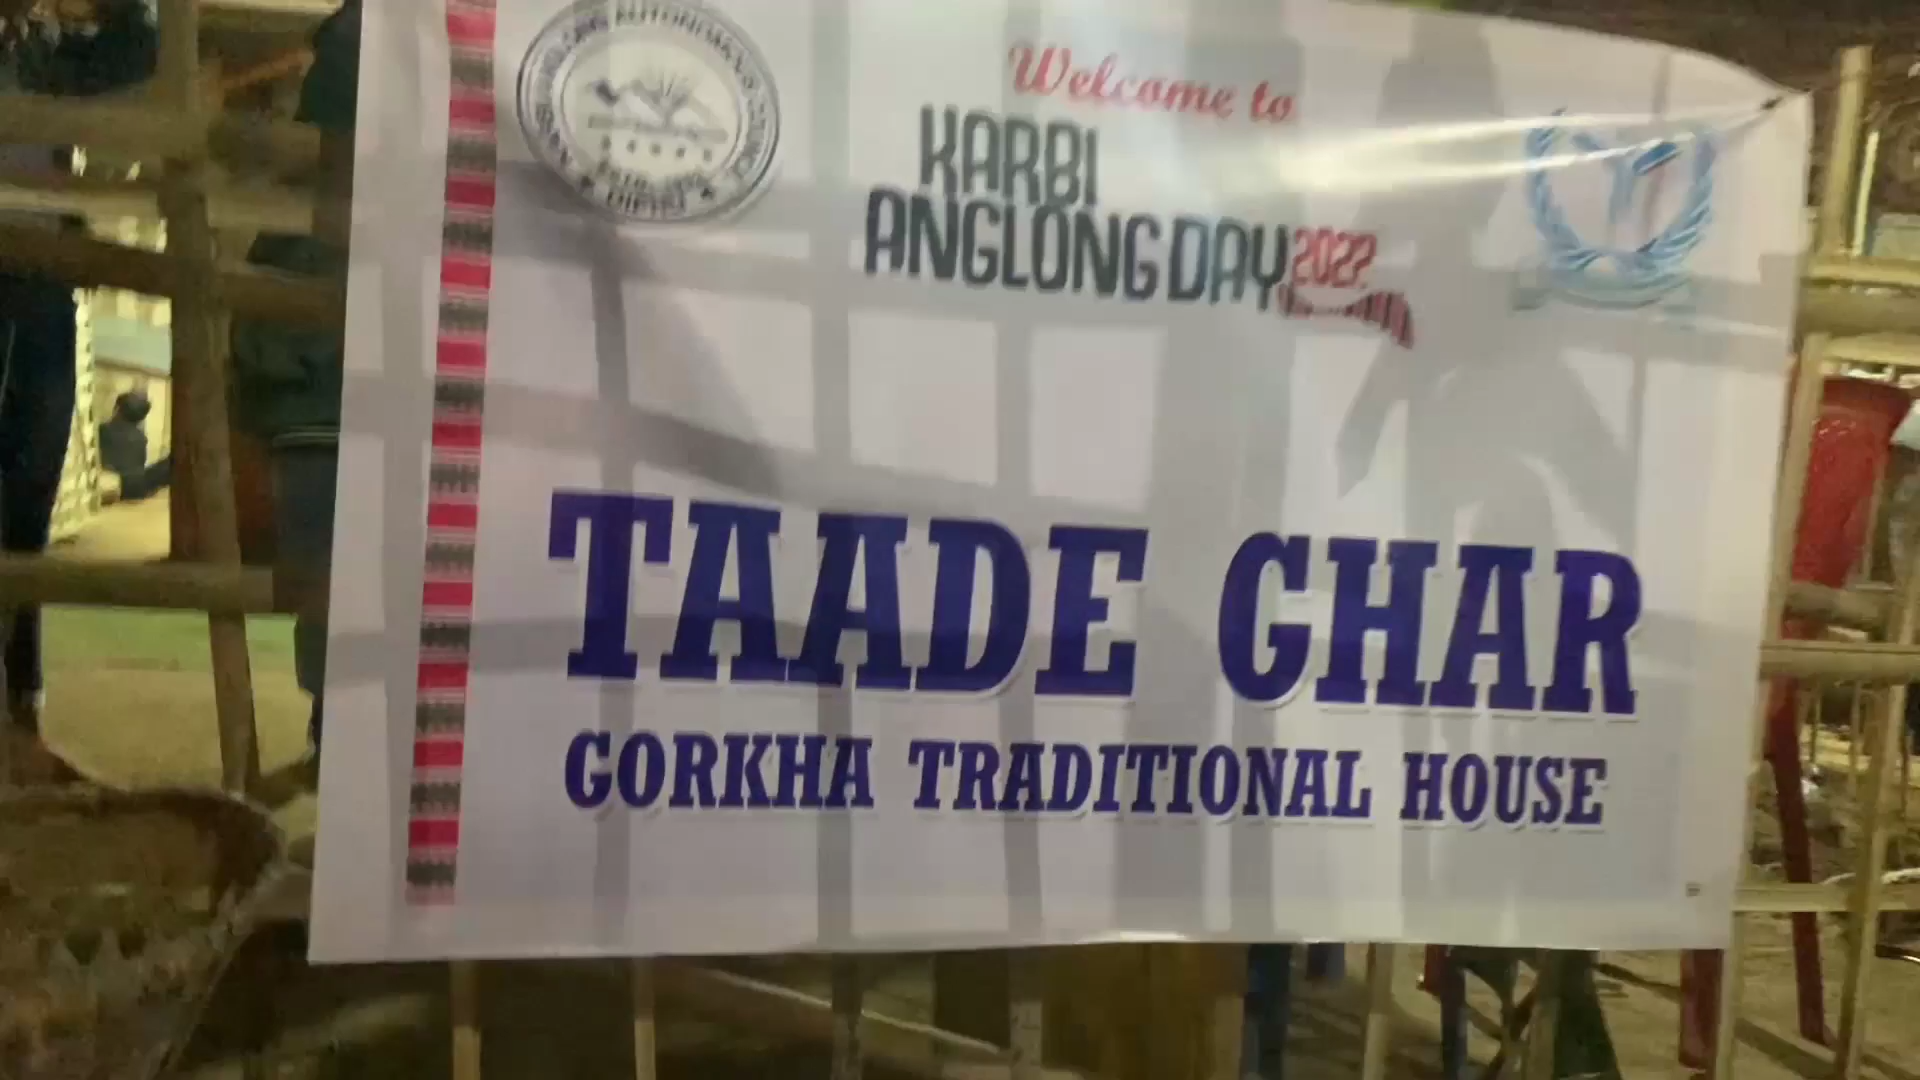 Welcome to
KARBI
ANGLONG DAY 2022
TAADE GHAR
GORKHA TRADITIONAL HOUSE